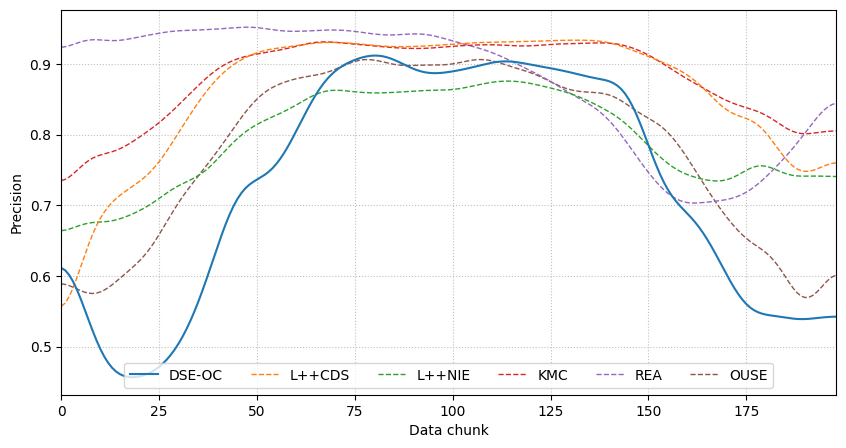 Precision
0.9
0.8
0.7
0.6
0.5
DSE-OC L++CDS L++NIE KMC REA OUSE
0 25 50 75 100 125 150 175
Data chunk